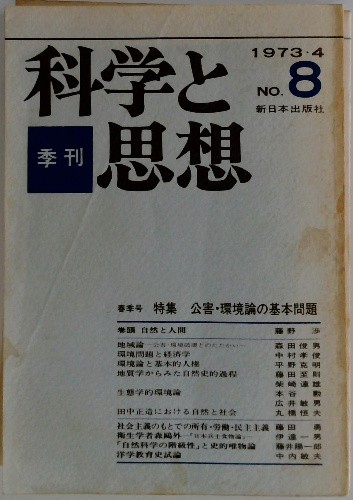 1973・4
科学と
NO.8
新日本出版社
季刊
思想
春季号 特集 公害・環境論の基本問題
巻頭 自然と人間 藤野 渉
地域論 森田俊男
環境問題と経済学 中村孝俊
環境論と基本的人権 平野克明
地質学からみた自然史的過程 藤田至則
柴崎達雄
生態学的環境論 本谷 勲
広井敏男
田中正造における自然と社会 丸橋恒夫
社会主義のもとでの所有・労働・民主主義 藤田 勇
衛生学者森鷗外―『日本兵士食物論』― 伊達一男
「自然科学の階級性」と史的唯物論 藤井陽一郎
洋学教育史試論 中内敏夫